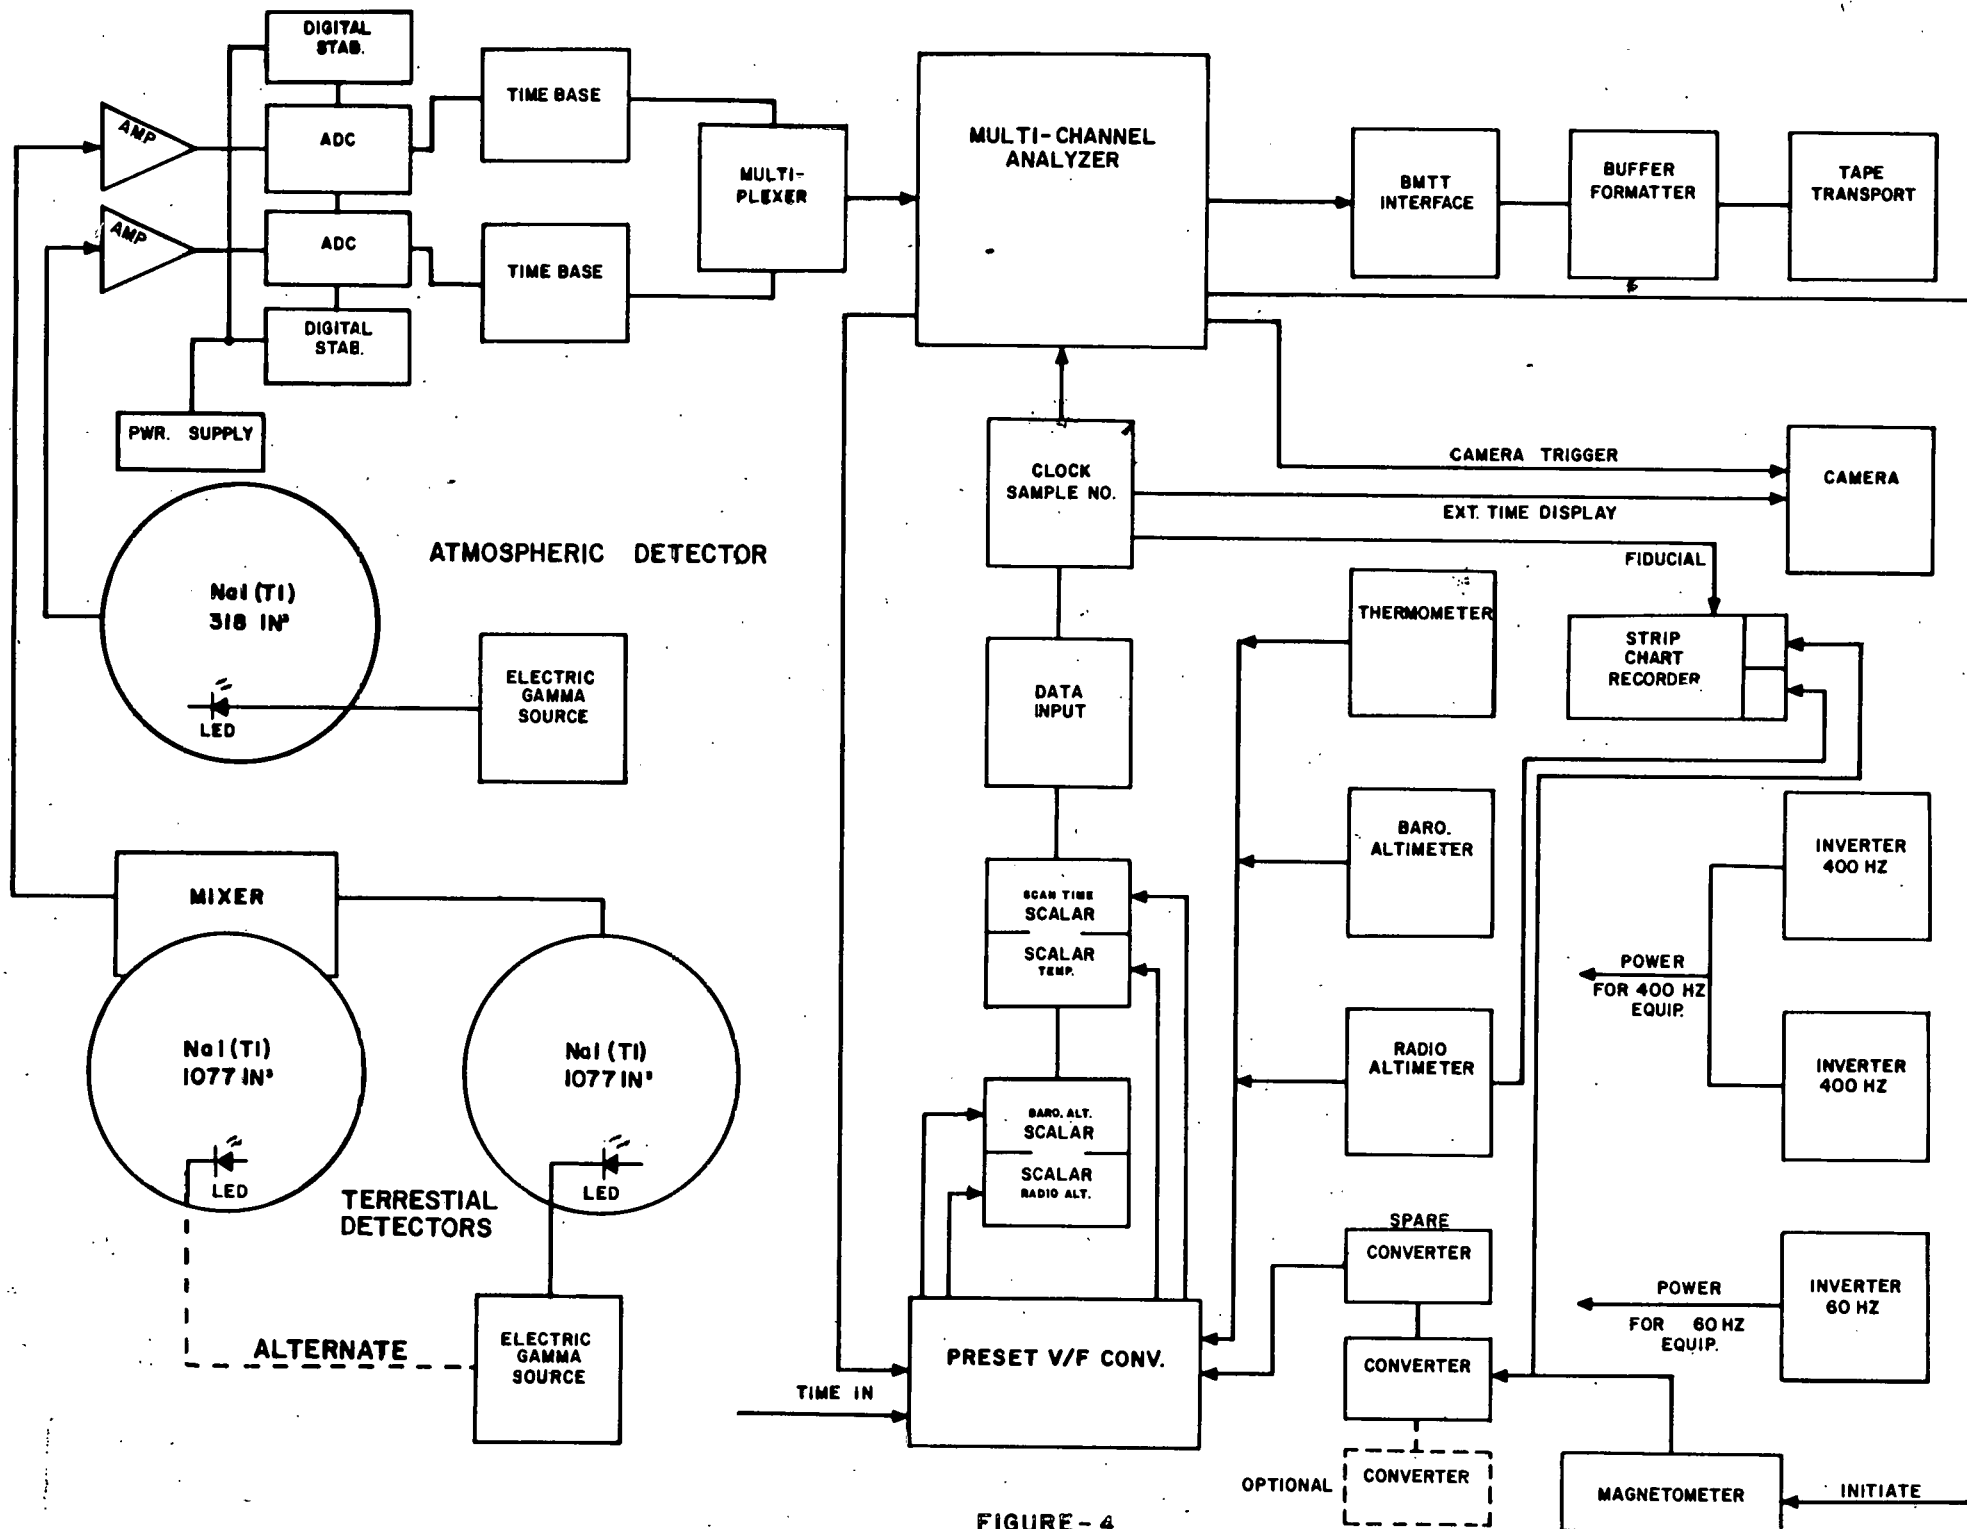 DIGITAL
STAB.
AMP
ADC
TIME BASE
AMP
ADC
TIME BASE
DIGITAL
STAB.
PWR. SUPPLY
MULTI-
PLEXER
MULTI-CHANNEL
ANALYZER
BMTT
INTERFACE
BUFFER
FORMATTER
TAPE
TRANSPORT
CLOCK
SAMPLE NO.
CAMERA TRIGGER
EXT. TIME DISPLAY
CAMERA
FIDUCIAL
ATMOSPHERIC DETECTOR
NaI (Tl)
318 IN³
LED
ELECTRIC
GAMMA
SOURCE
DATA
INPUT
THERMOMETER
STRIP
CHART
RECORDER
BARO.
ALTIMETER
INVERTER
400 HZ
MIXER
SCAN TIME
SCALAR
SCALAR
TEMP.
POWER
FOR 400 HZ
EQUIP.
NaI (Tl)
1077 IN³
LED
NaI (Tl)
1077 IN³
LED
RADIO
ALTIMETER
INVERTER
400 HZ
BARO. ALT.
SCALAR
SCALAR
RADIO ALT.
TERRESTIAL
DETECTORS
SPARE
CONVERTER
POWER
FOR 60 HZ
EQUIP.
INVERTER
60 HZ
ALTERNATE
ELECTRIC
GAMMA
SOURCE
PRESET V/F CONV.
TIME IN
CONVERTER
OPTIONAL
CONVERTER
MAGNETOMETER
INITIATE
FIGURE-4